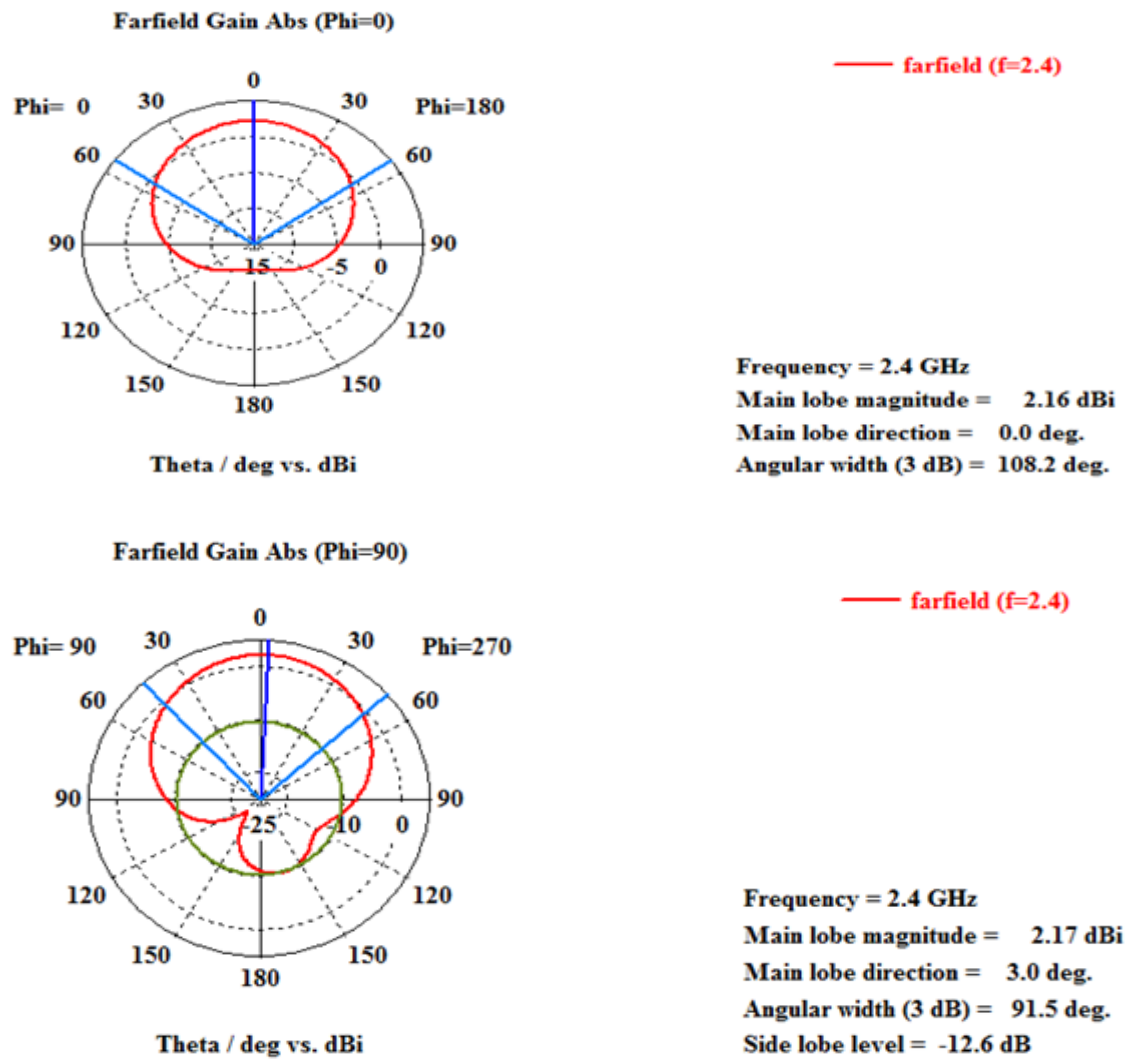 Farfield Gain Abs (Phi=0)
farfield (f=2.4)
0
Phi= 0 30 30 Phi=180
60 60
90 15 -5 0 90
120 120
150 150
180
Theta / deg vs. dBi
Frequency = 2.4 GHz
Main lobe magnitude = 2.16 dBi
Main lobe direction = 0.0 deg.
Angular width (3 dB) = 108.2 deg.
Farfield Gain Abs (Phi=90)
farfield (f=2.4)
0
Phi= 90 30 30 Phi=270
60 60
90 90
-25 -10 0
120 120
150 150
180
Theta / deg vs. dBi
Frequency = 2.4 GHz
Main lobe magnitude = 2.17 dBi
Main lobe direction = 3.0 deg.
Angular width (3 dB) = 91.5 deg.
Side lobe level = -12.6 dB